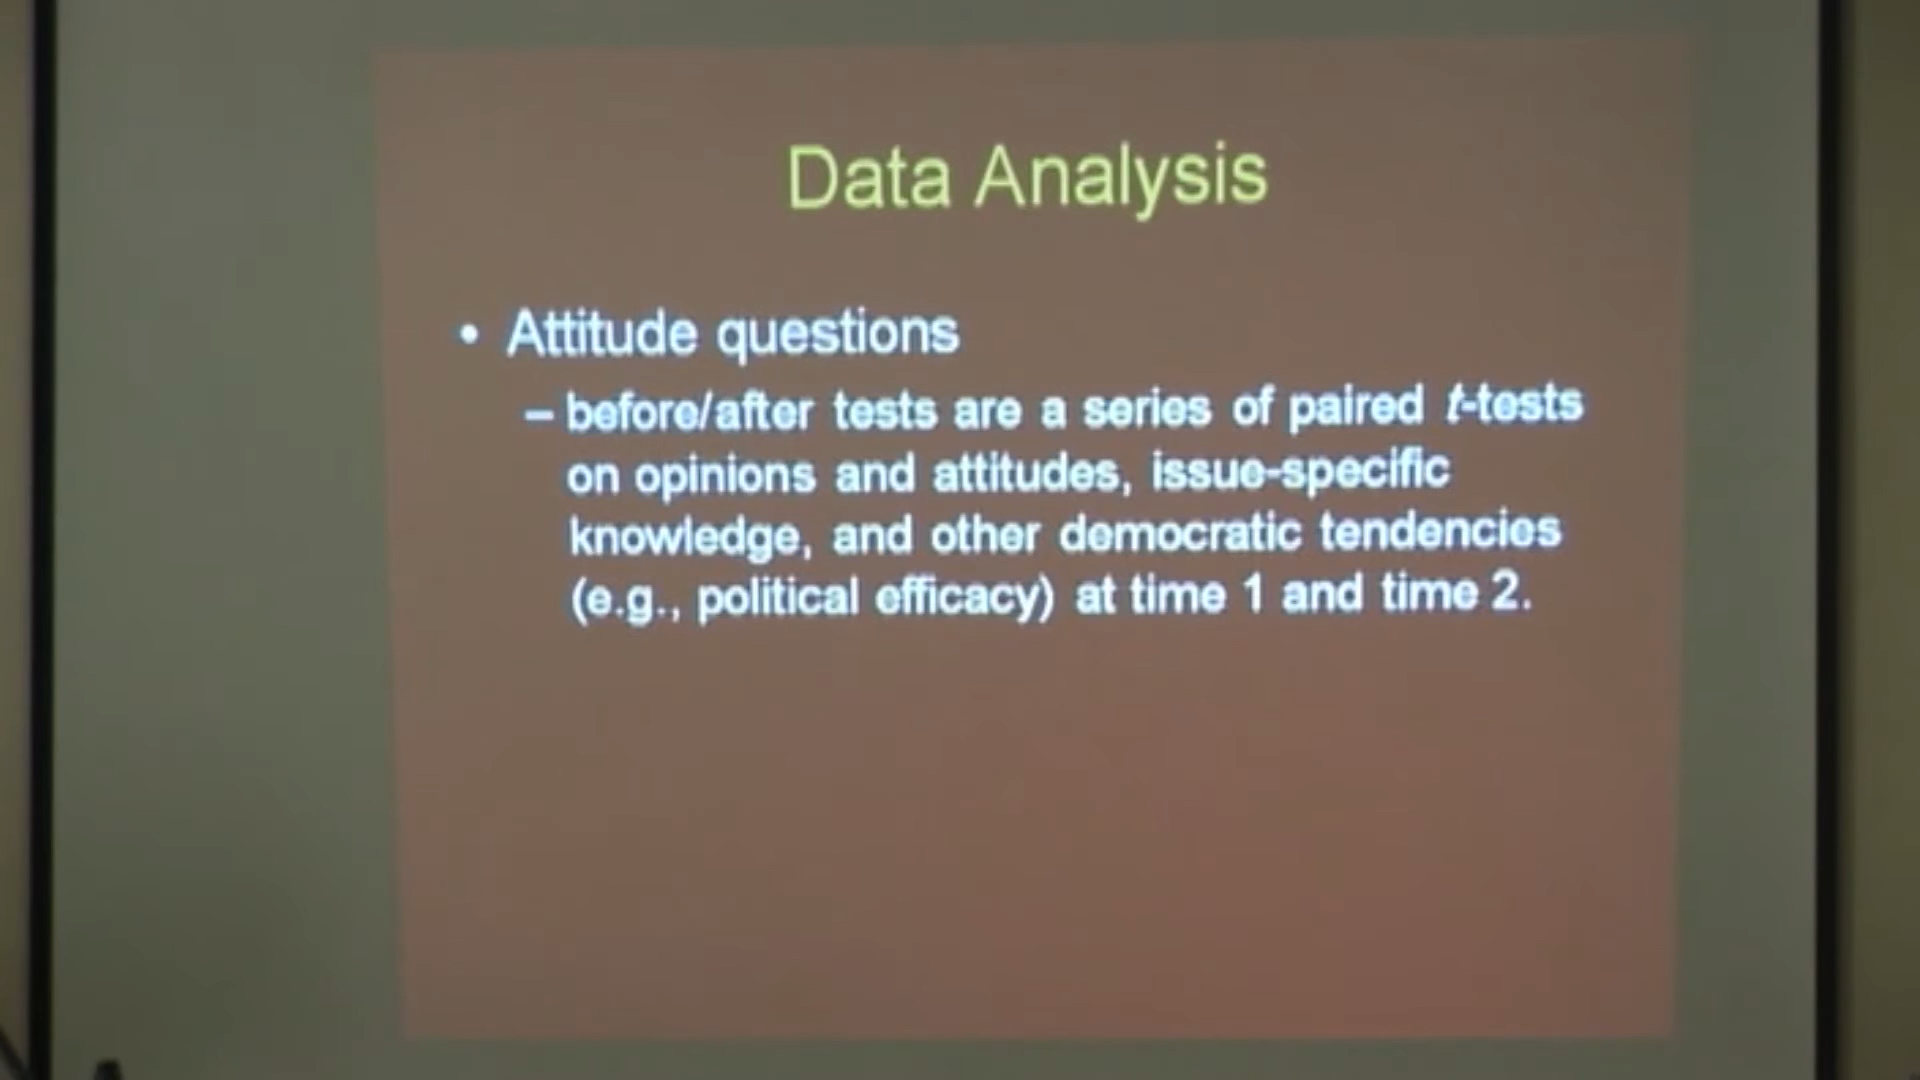 Data Analysis
• Attitude questions
– before/after tests are a series of paired t-tests
on opinions and attitudes, issue-specific
knowledge, and other democratic tendencies
(e.g., political efficacy) at time 1 and time 2.